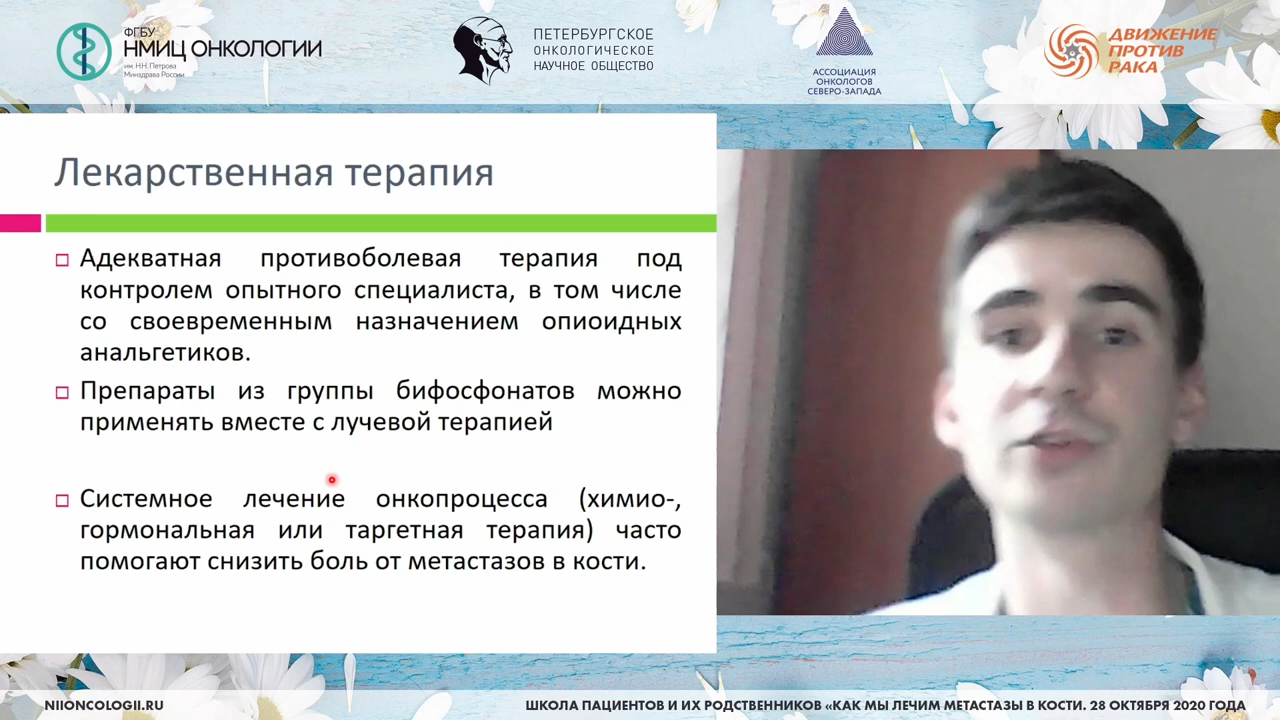 ФГБУ
НМИЦ ОНКОЛОГИИ
им. Н.Н. Петрова
Минздрава России
ПЕТЕРБУРГСКОЕ
ОНКОЛОГИЧЕСКОЕ
НАУЧНОЕ ОБЩЕСТВО
АССОЦИАЦИЯ
ОНКОЛОГОВ
СЕВЕРО-ЗАПАДА
ДВИЖЕНИЕ
ПРОТИВ
РАКА
Лекарственная терапия
Адекватная противоболевая терапия под
контролем опытного специалиста, в том числе
со своевременным назначением опиоидных
анальгетиков.
Препараты из группы бифосфонатов можно
применять вместе с лучевой терапией
Системное лечение онкопроцесса (химио-,
гормональная или таргетная терапия) часто
помогают снизить боль от метастазов в кости.
NIIONCOLOGII.RU
ШКОЛА ПАЦИЕНТОВ И ИХ РОДСТВЕННИКОВ «КАК МЫ ЛЕЧИМ МЕТАСТАЗЫ В КОСТИ. 28 ОКТЯБРЯ 2020 ГОДА